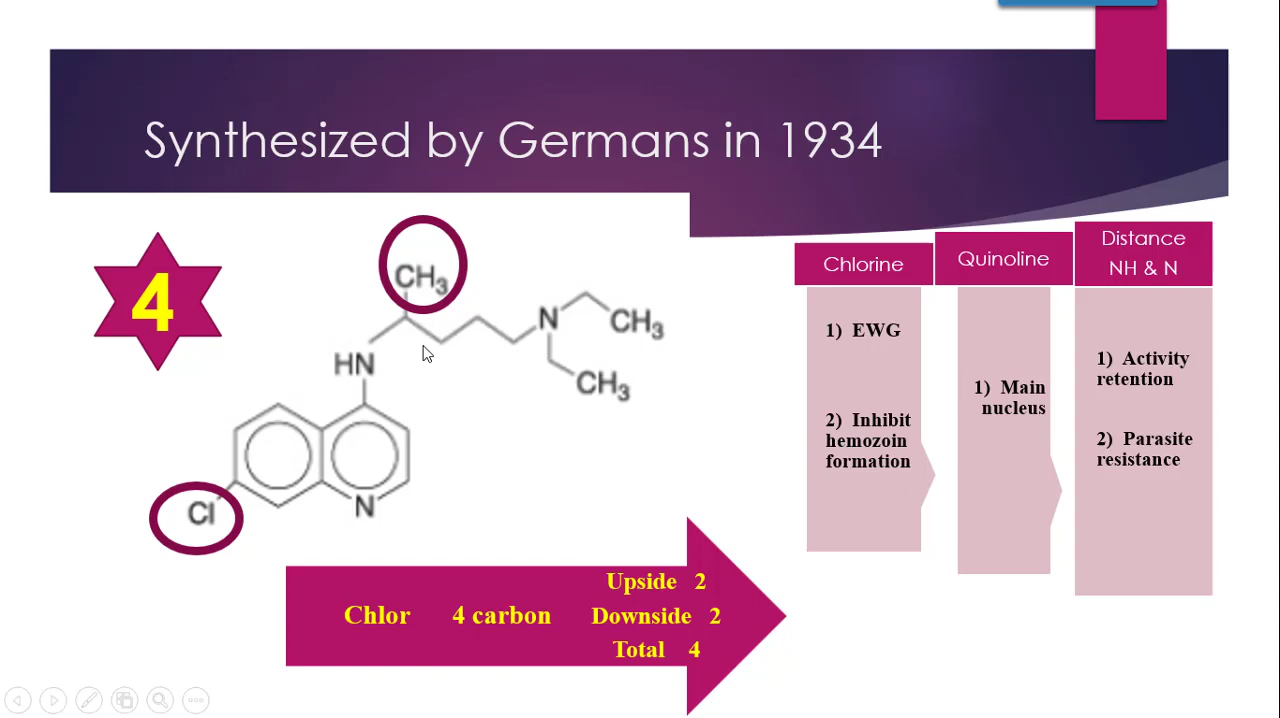 Synthesized by Germans in 1934
4
CH3
HN
N
CH3
CH3
Cl
N
Chlor 4 carbon
Upside 2
Downside 2
Total 4
Chlorine
1) EWG
2) Inhibit
hemozoin
formation
Quinoline
1) Main
nucleus
Distance
NH & N
1) Activity
retention
2) Parasite
resistance